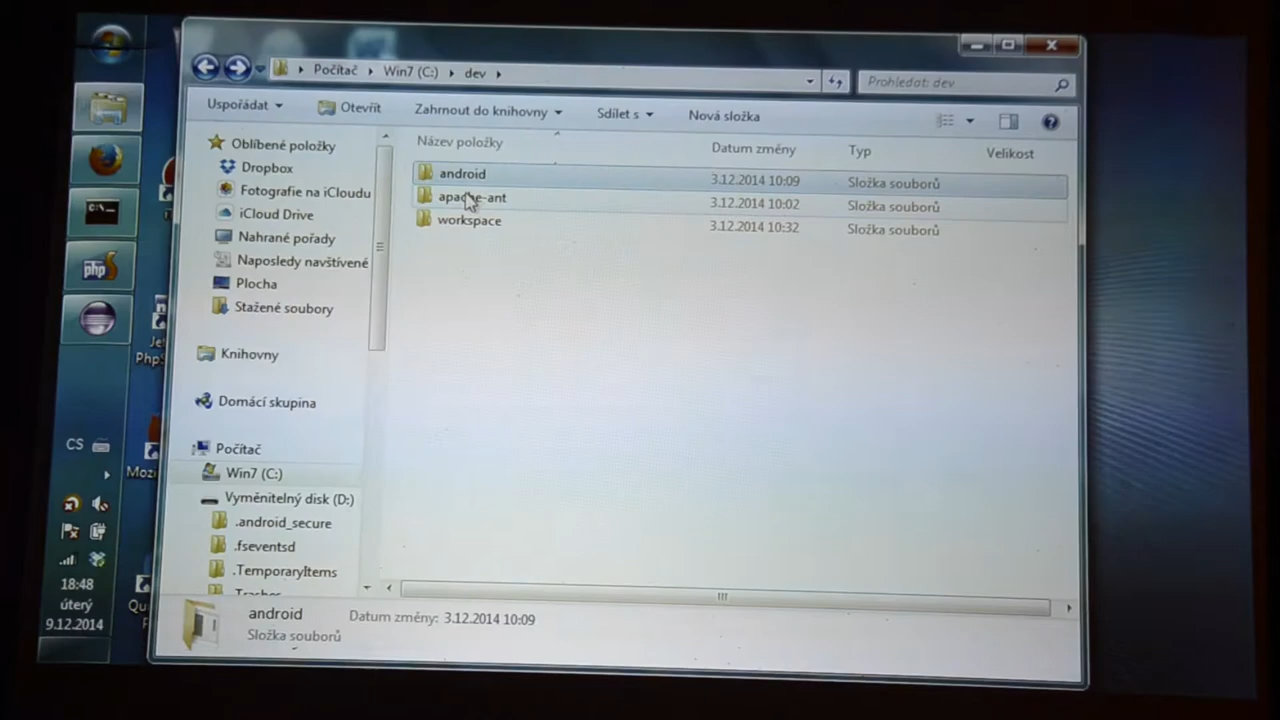 Počítač Win7 (C:) dev
Prohledat: dev
Uspořádat Otevřít Zahrnout do knihovny Sdílet s Nová složka
Název položky Datum změny Typ Velikost
android 3.12.2014 10:09 Složka souborů
apache-ant 3.12.2014 10:02 Složka souborů
workspace 3.12.2014 10:32 Složka souborů
Oblíbené položky
Dropbox
Fotografie na iCloudu
iCloud Drive
Nahrané pořady
Naposledy navštívené
Plocha
Stažené soubory
Knihovny
Domácí skupina
Počítač
Win7 (C:)
Vyměnitelný disk (D:)
.android_secure
.fseventsd
.TemporaryItems
android Datum změny: 3.12.2014 10:09
Složka souborů
C:\.
php
Je
PhpS
Mozi
CS
18:48
úterý
9.12.2014